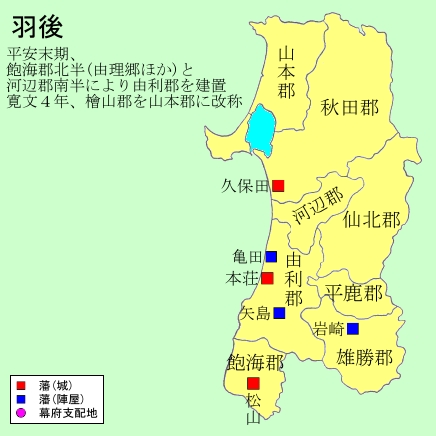 羽後
平安末期、
飽海郡北半(由理郷ほか)と
河辺郡南半により由利郡を建置
寛文4年、檜山郡を山本郡に改称
山本郡
秋田郡
久保田
河辺郡
仙北郡
亀田
由利郡
本荘
平鹿郡
矢島
岩崎
雄勝郡
飽海郡
松山
藩(城)
藩(陣屋)
幕府支配地